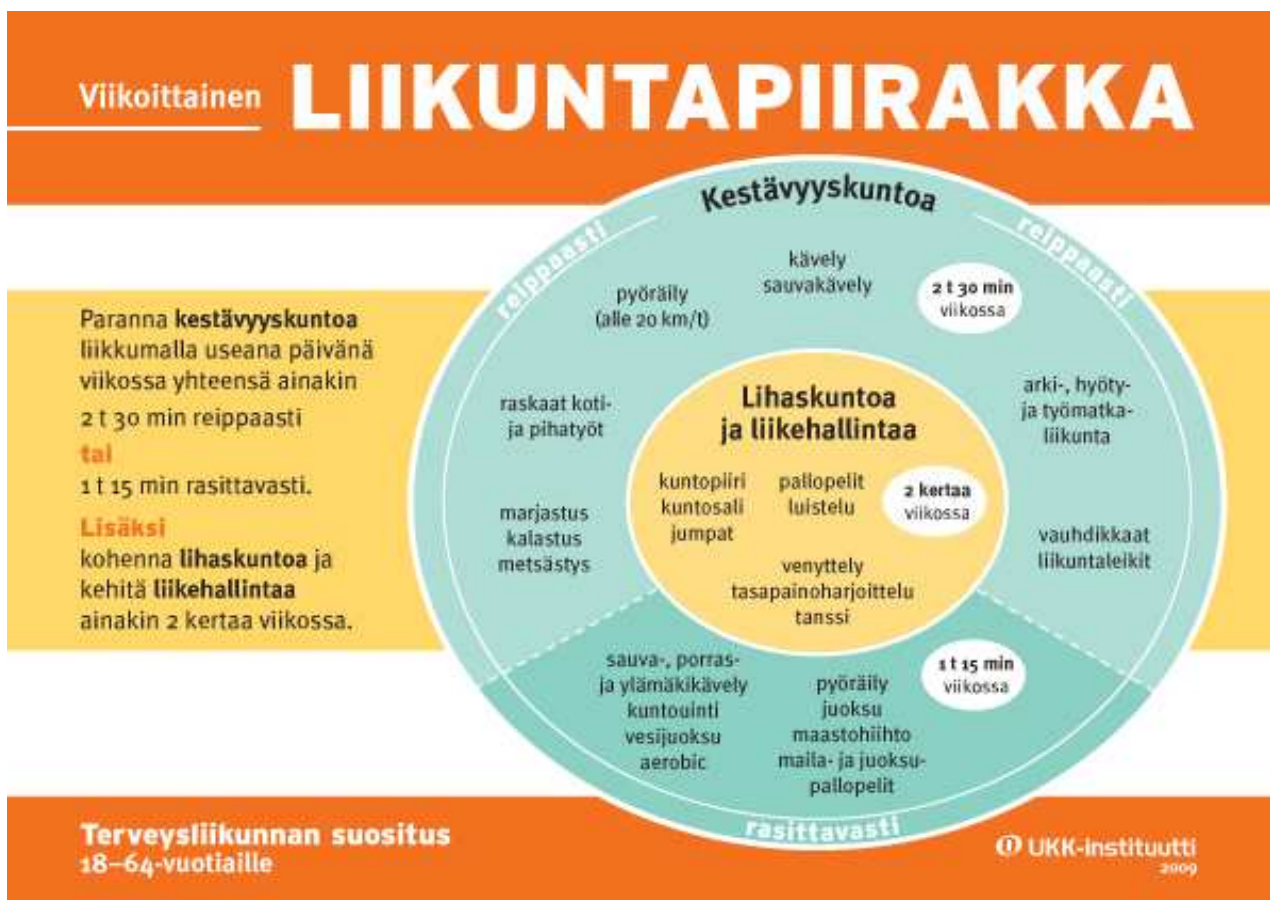 Viikoittainen LIIKUNTAPIIRAKKA
Paranna kestävyyskuntoa
liikkumalla useana päivänä
viikossa yhteensä ainakin
2 t 30 min reippaasti
tai
1 t 15 min rasittavasti.
Lisäksi
kohenna lihaskuntoa ja
kehitä liikehallintaa
ainakin 2 kertaa viikossa.
Kestävyyskuntoa
reippaasti
reippaasti
kävely
sauvakävely
2 t 30 min
viikossa
pyöräily
(alle 20 km/t)
raskaat koti-
ja pihatyöt
arki-, hyöty-
ja työmatka-
liikunta
marjastus
kalastus
metsästys
vauhdikkaat
liikuntaleikit
Lihaskuntoa
ja liikehallintaa
kuntopiiri
kuntosali
jumpat
pallopelit
luistelu
2 kertaa
viikossa
venyttely
tasapainoharjoittelu
tanssi
sauva-, porras-
ja ylämäkikävely
kuntouinti
vesijuoksu
aerobic
pyöräily
juoksu
maastohiihto
maila- ja juoksu-
pallopelit
1 t 15 min
viikossa
rasittavasti
Terveysliikunnan suositus
18–64-vuotiaille
UKK-instituutti
2009